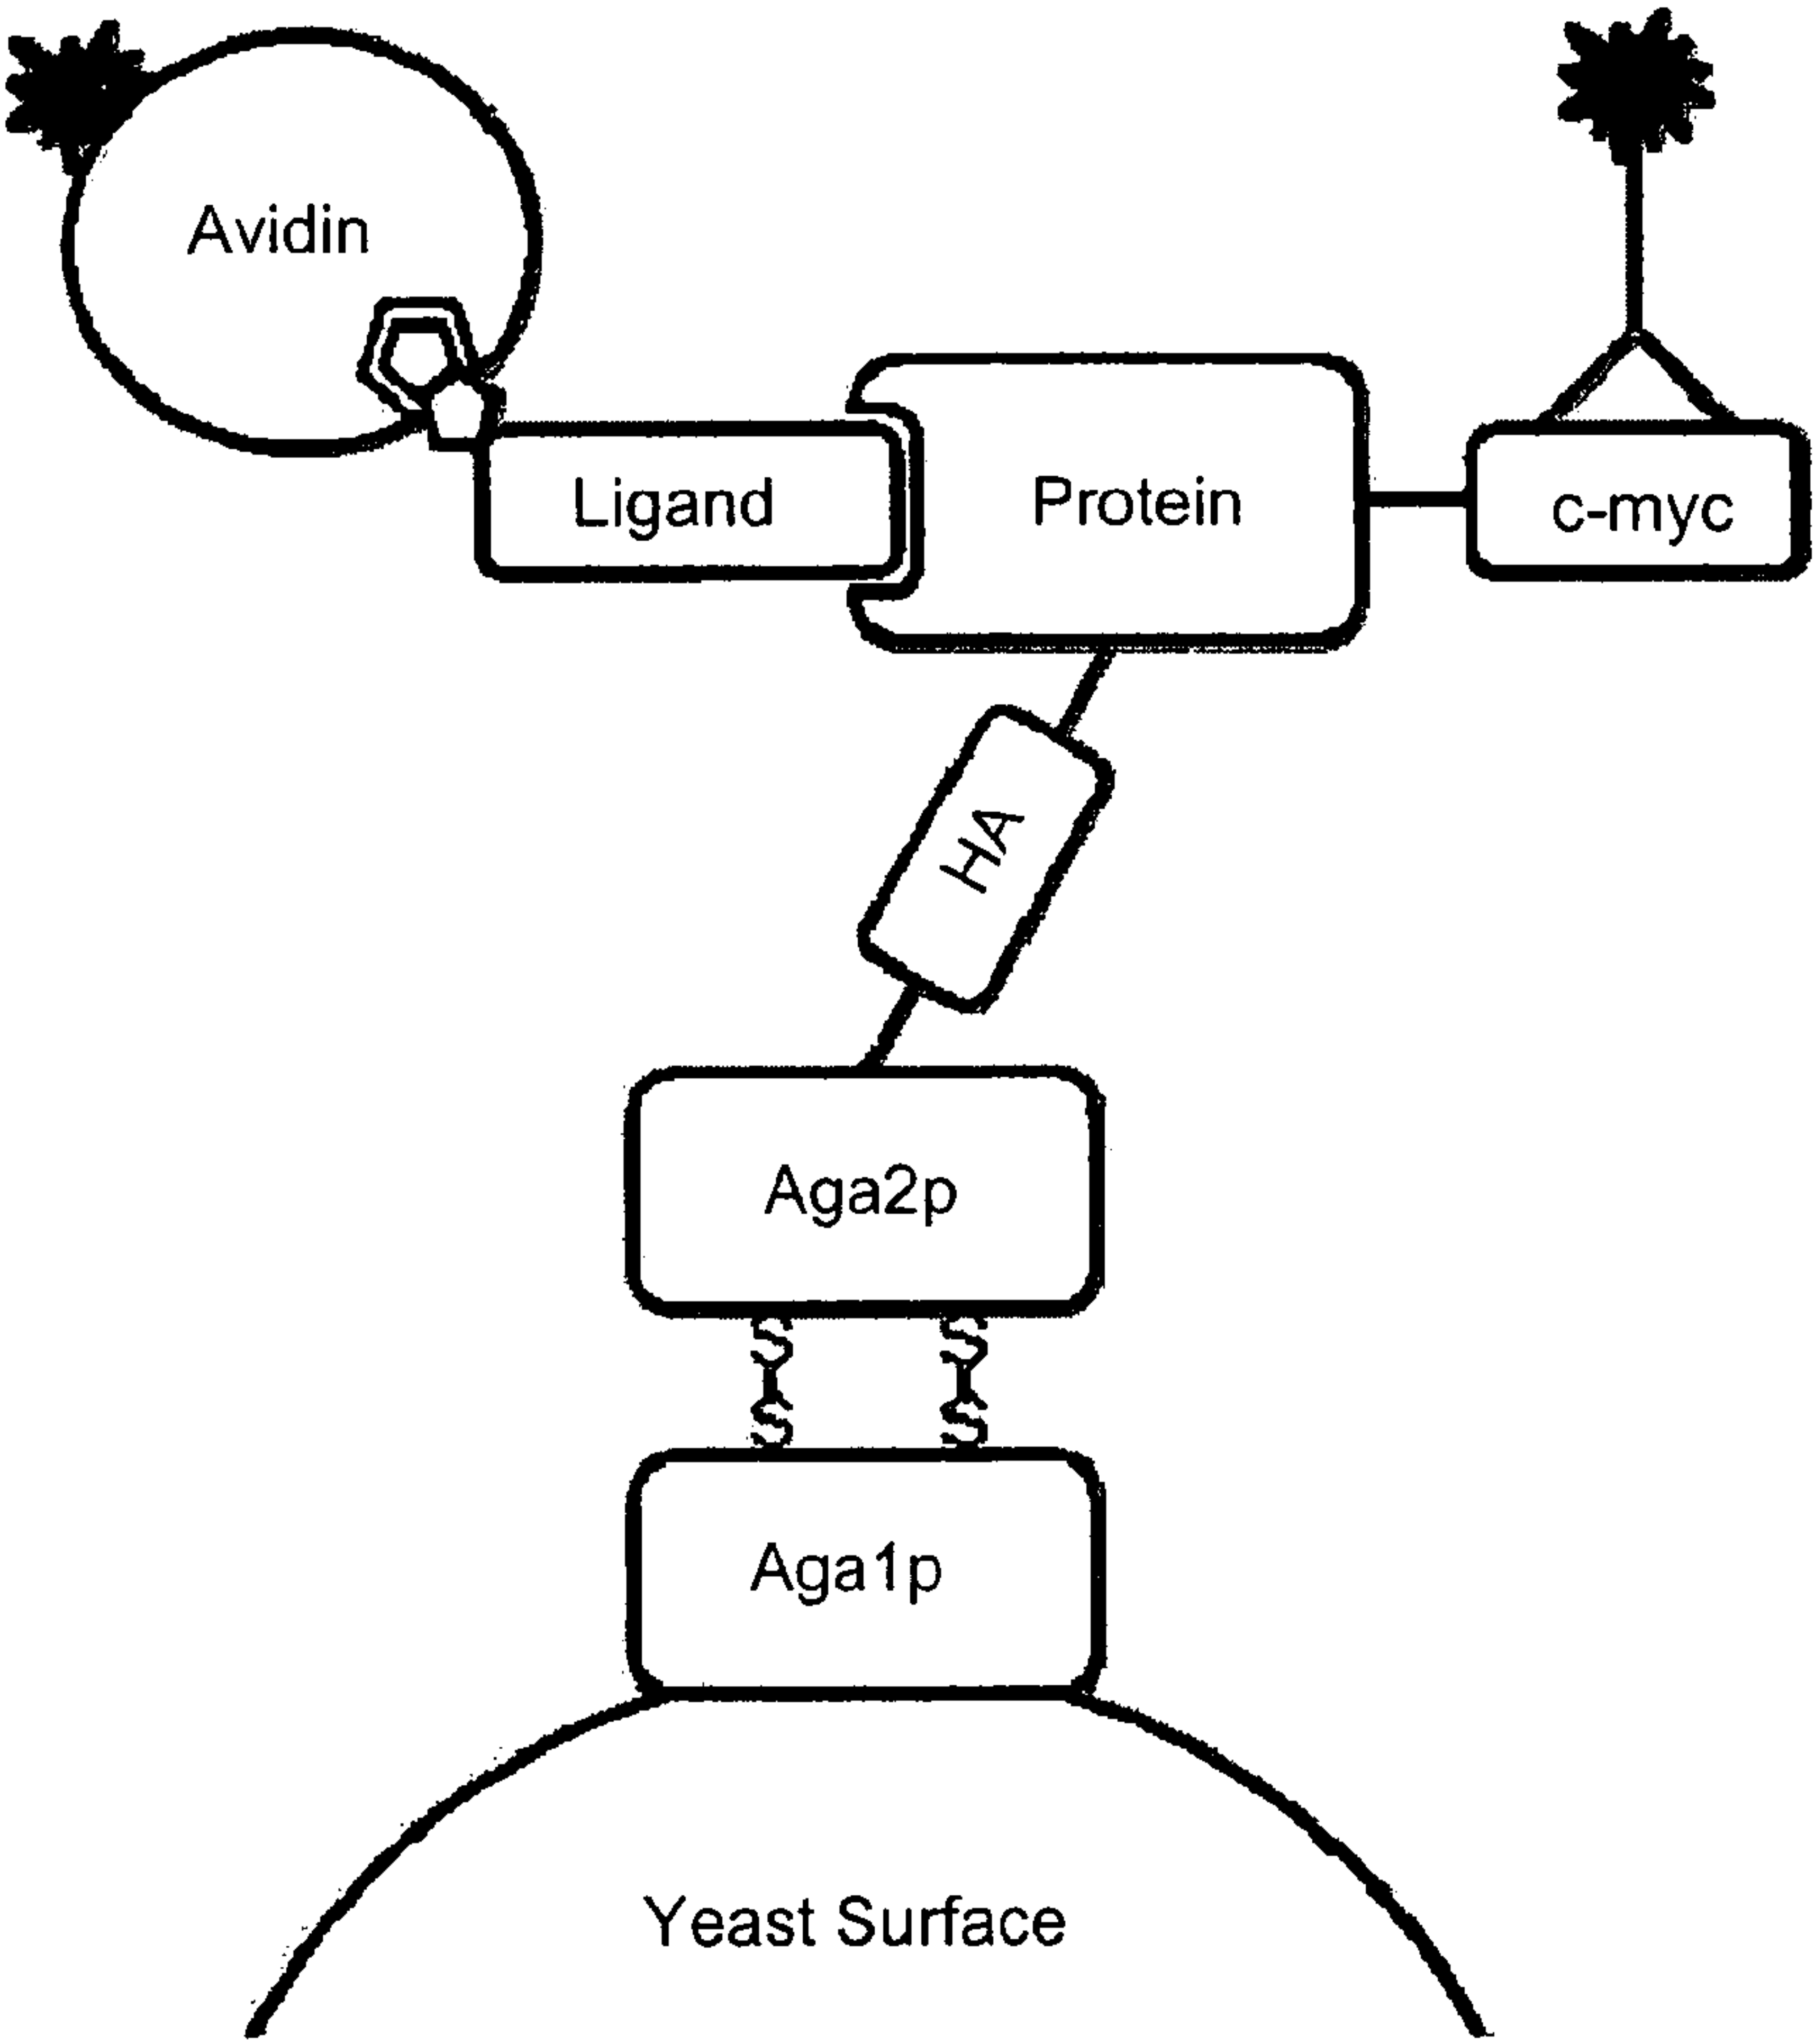 Avidin
Ligand
Protein
c-myc
HA
Aga2p
S
S
S
S
Aga1p
Yeast Surface